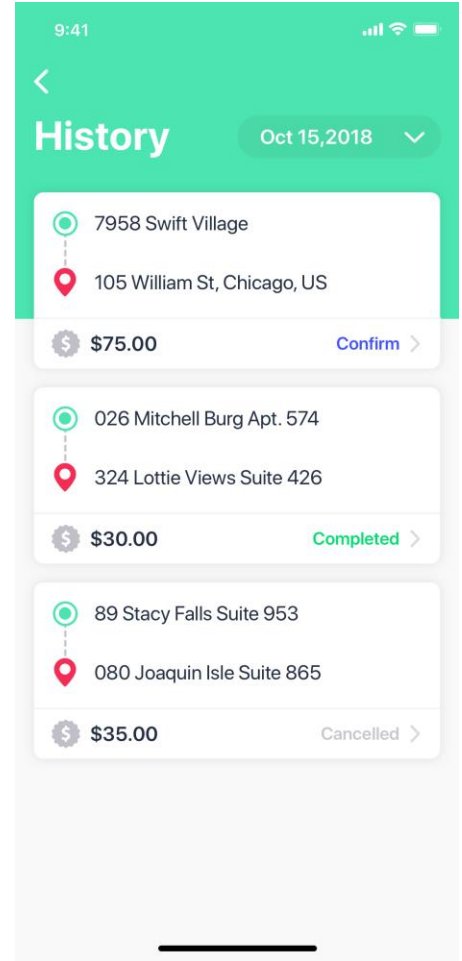 9:41
History
Oct 15,2018
7958 Swift Village
105 William St, Chicago, US
$75.00
Confirm
026 Mitchell Burg Apt. 574
324 Lottie Views Suite 426
$30.00
Completed
89 Stacy Falls Suite 953
080 Joaquin Isle Suite 865
$35.00
Cancelled